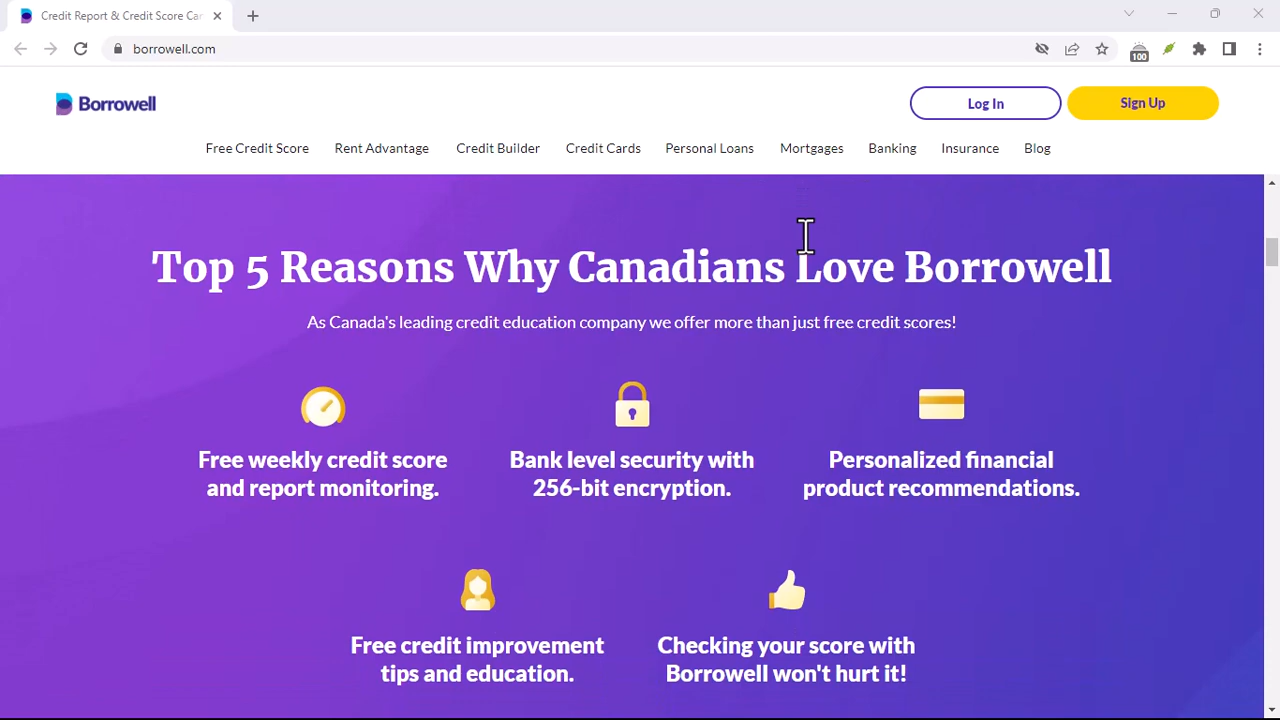 Credit Report & Credit Score Car
borrowell.com
100
Borrowell
Log In
Sign Up
Free Credit Score
Rent Advantage
Credit Builder
Credit Cards
Personal Loans
Mortgages
Banking
Insurance
Blog
Top 5 Reasons Why Canadians Love Borrowell
As Canada's leading credit education company we offer more than just free credit scores!
Free weekly credit score
and report monitoring.
Bank level security with
256-bit encryption.
Personalized financial
product recommendations.
Free credit improvement
tips and education.
Checking your score with
Borrowell won't hurt it!